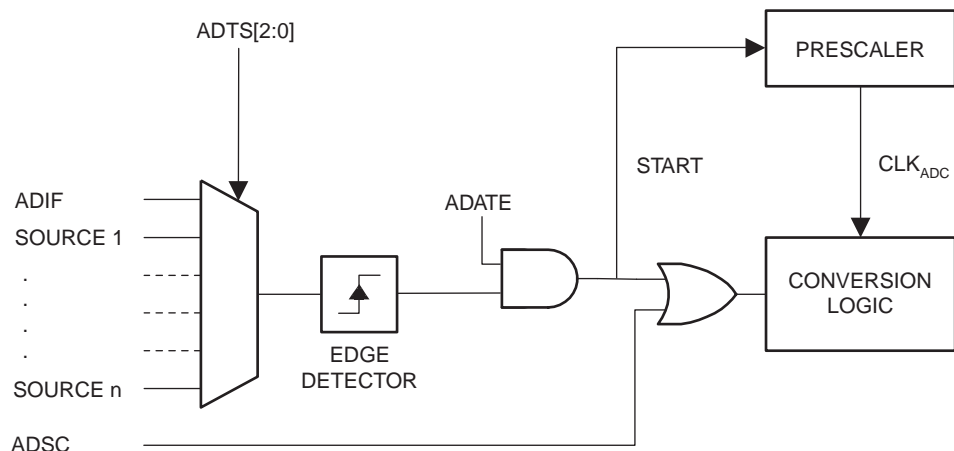 ADTS[2:0]
PRESCALER
START
CLKADC
ADIF
ADATE
SOURCE 1
.
.
.
.
CONVERSION
LOGIC
EDGE
DETECTOR
SOURCE n
ADSC